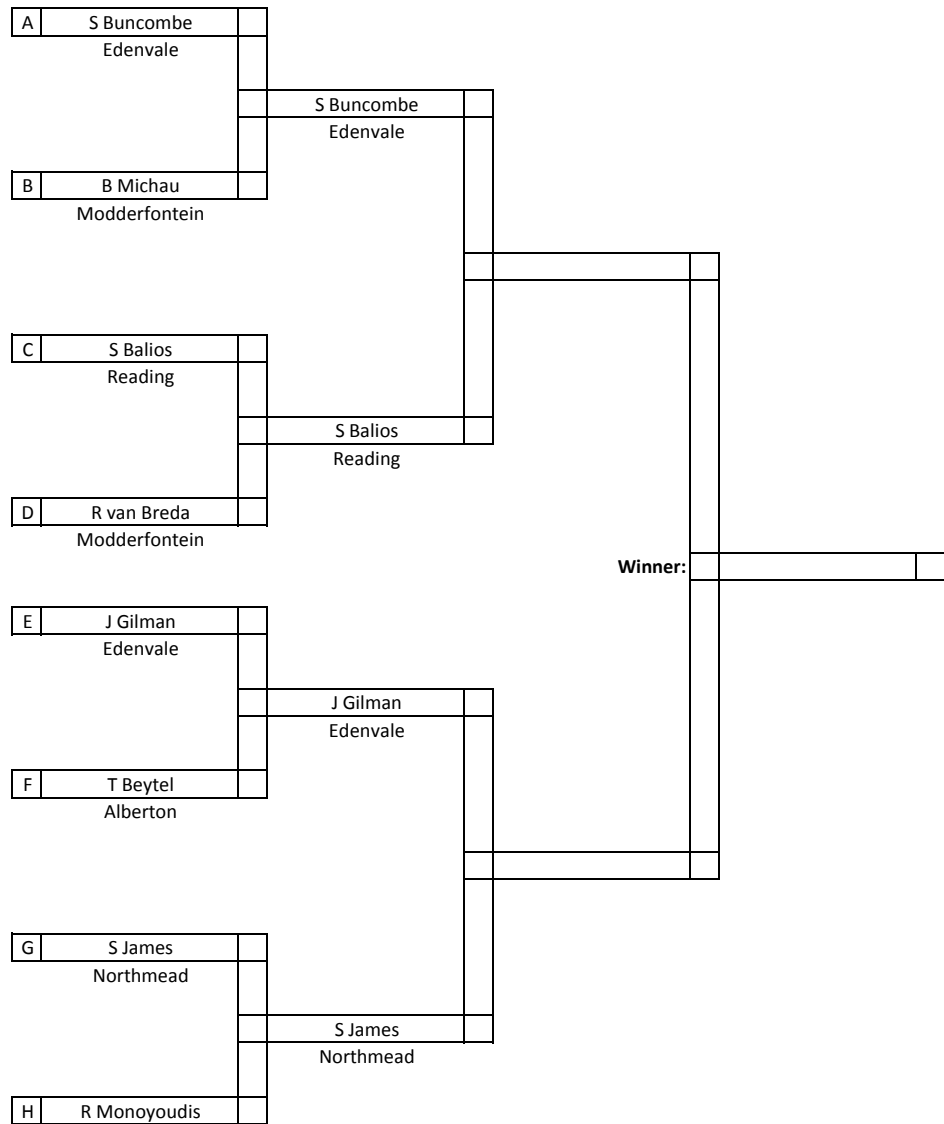 A S Buncombe
Edenvale
S Buncombe
Edenvale
B B Michau
Modderfontein
C S Balios
Reading
S Balios
Reading
D R van Breda
Modderfontein
Winner:
E J Gilman
Edenvale
J Gilman
Edenvale
F T Beytel
Alberton
G S James
Northmead
S James
Northmead
H R Monoyoudis